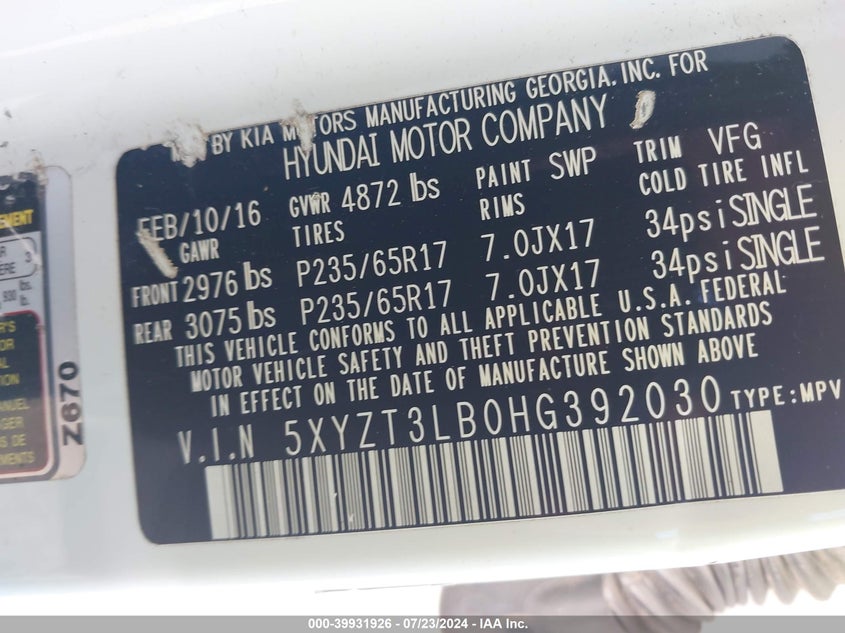 BY KIA MOTORS MANUFACTURING GEORGIA, INC. FOR
HYUNDAI MOTOR COMPANY
FEB/10/16 GVWR 4872 lbs PAINT SWP TRIM VFG
GAWR TIRES RIMS COLD TIRE INFL
FRONT 2976 lbs P235/65R17 7.0JX17 34psi SINGLE
REAR 3075 lbs P235/65R17 7.0JX17 34psi SINGLE
THIS VEHICLE CONFORMS TO ALL APPLICABLE U.S.A. FEDERAL
MOTOR VEHICLE SAFETY AND THEFT PREVENTION STANDARDS
IN EFFECT ON THE DATE OF MANUFACTURE SHOWN ABOVE
V.I.N 5XYZT3LB0HG392030 TYPE:MPV
Z670
000-39931926 / 07/23/2024 / IAA, Inc.